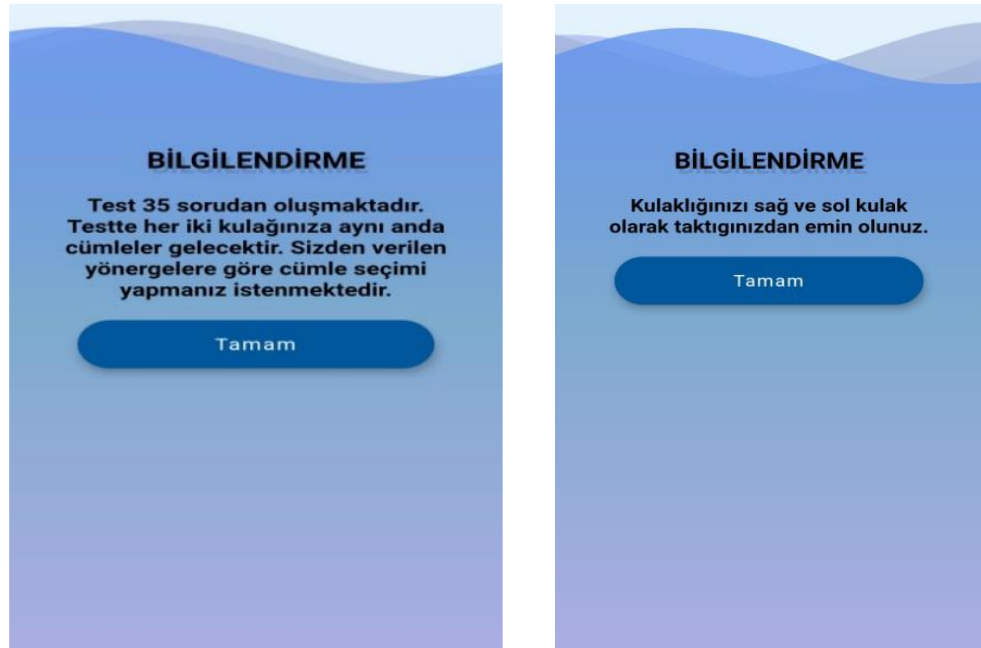 BİLGİLENDİRME
Test 35 sorudan oluşmaktadır.
Testte her iki kulağınıza aynı anda
cümleler gelecektir. Sizden verilen
yönergelere göre cümle seçimi
yapmanız istenmektedir.
Tamam
BİLGİLENDİRME
Kulaklığınızı sağ ve sol kulak
olarak taktıgınızdan emin olunuz.
Tamam